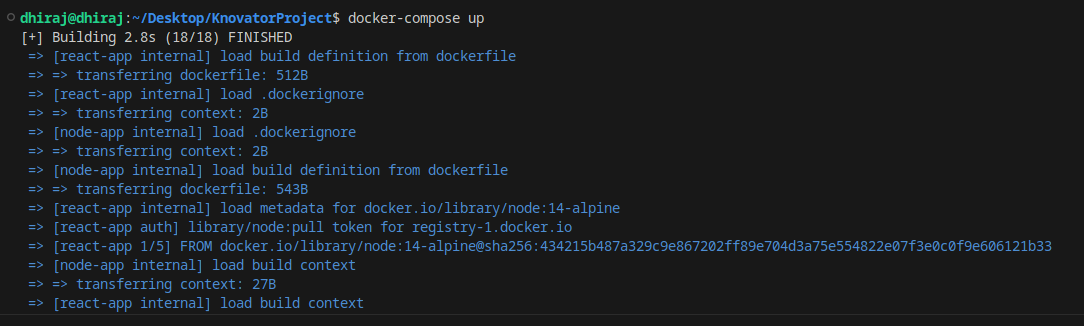 dhiraj@dhiraj:~/Desktop/KnovatorProject$ docker-compose up
[+] Building 2.8s (18/18) FINISHED
=> [react-app internal] load build definition from dockerfile
=> => transferring dockerfile: 512B
=> [react-app internal] load .dockerignore
=> => transferring context: 2B
=> [node-app internal] load .dockerignore
=> => transferring context: 2B
=> [node-app internal] load build definition from dockerfile
=> => transferring dockerfile: 543B
=> [react-app internal] load metadata for docker.io/library/node:14-alpine
=> [react-app auth] library/node:pull token for registry-1.docker.io
=> [react-app 1/5] FROM docker.io/library/node:14-alpine@sha256:434215b487a329c9e867202ff89e704d3a75e554822e07f3e0c0f9e606121b33
=> [node-app internal] load build context
=> => transferring context: 27B
=> [react-app internal] load build context